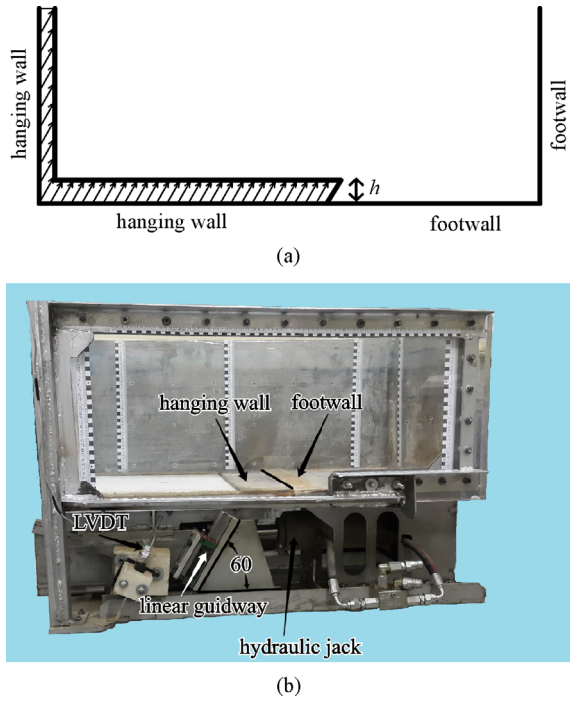 hanging wall
footwall
h
hanging wall
footwall
(a)
hanging wall
footwall
LVDT
60
linear guidway
hydraulic jack
(b)